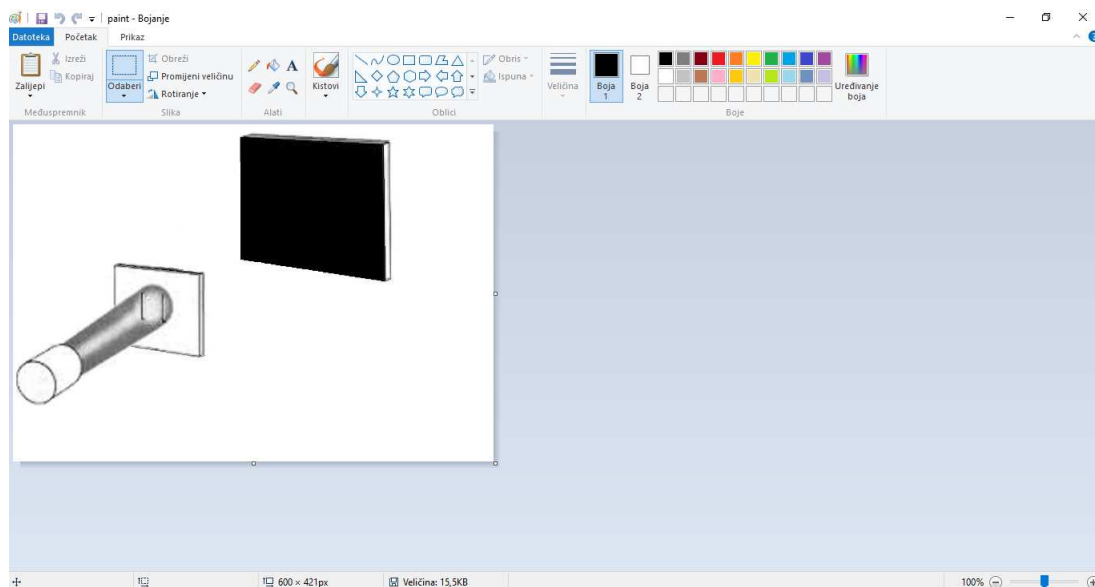 paint - Bojanje
Datoteka Početak Prikaz
Zalijepi
Izreži
Kopiraj
Međuspremnik
Odaberi
Obreži
Promijeni veličinu
Rotiranje
Slika
A
Alati
Kistovi
Obris
Ispuna
Oblici
Veličina
Boja
1
Boja
2
Uređivanje
boja
Boje
600 × 421px
Veličina: 15,5KB
100%